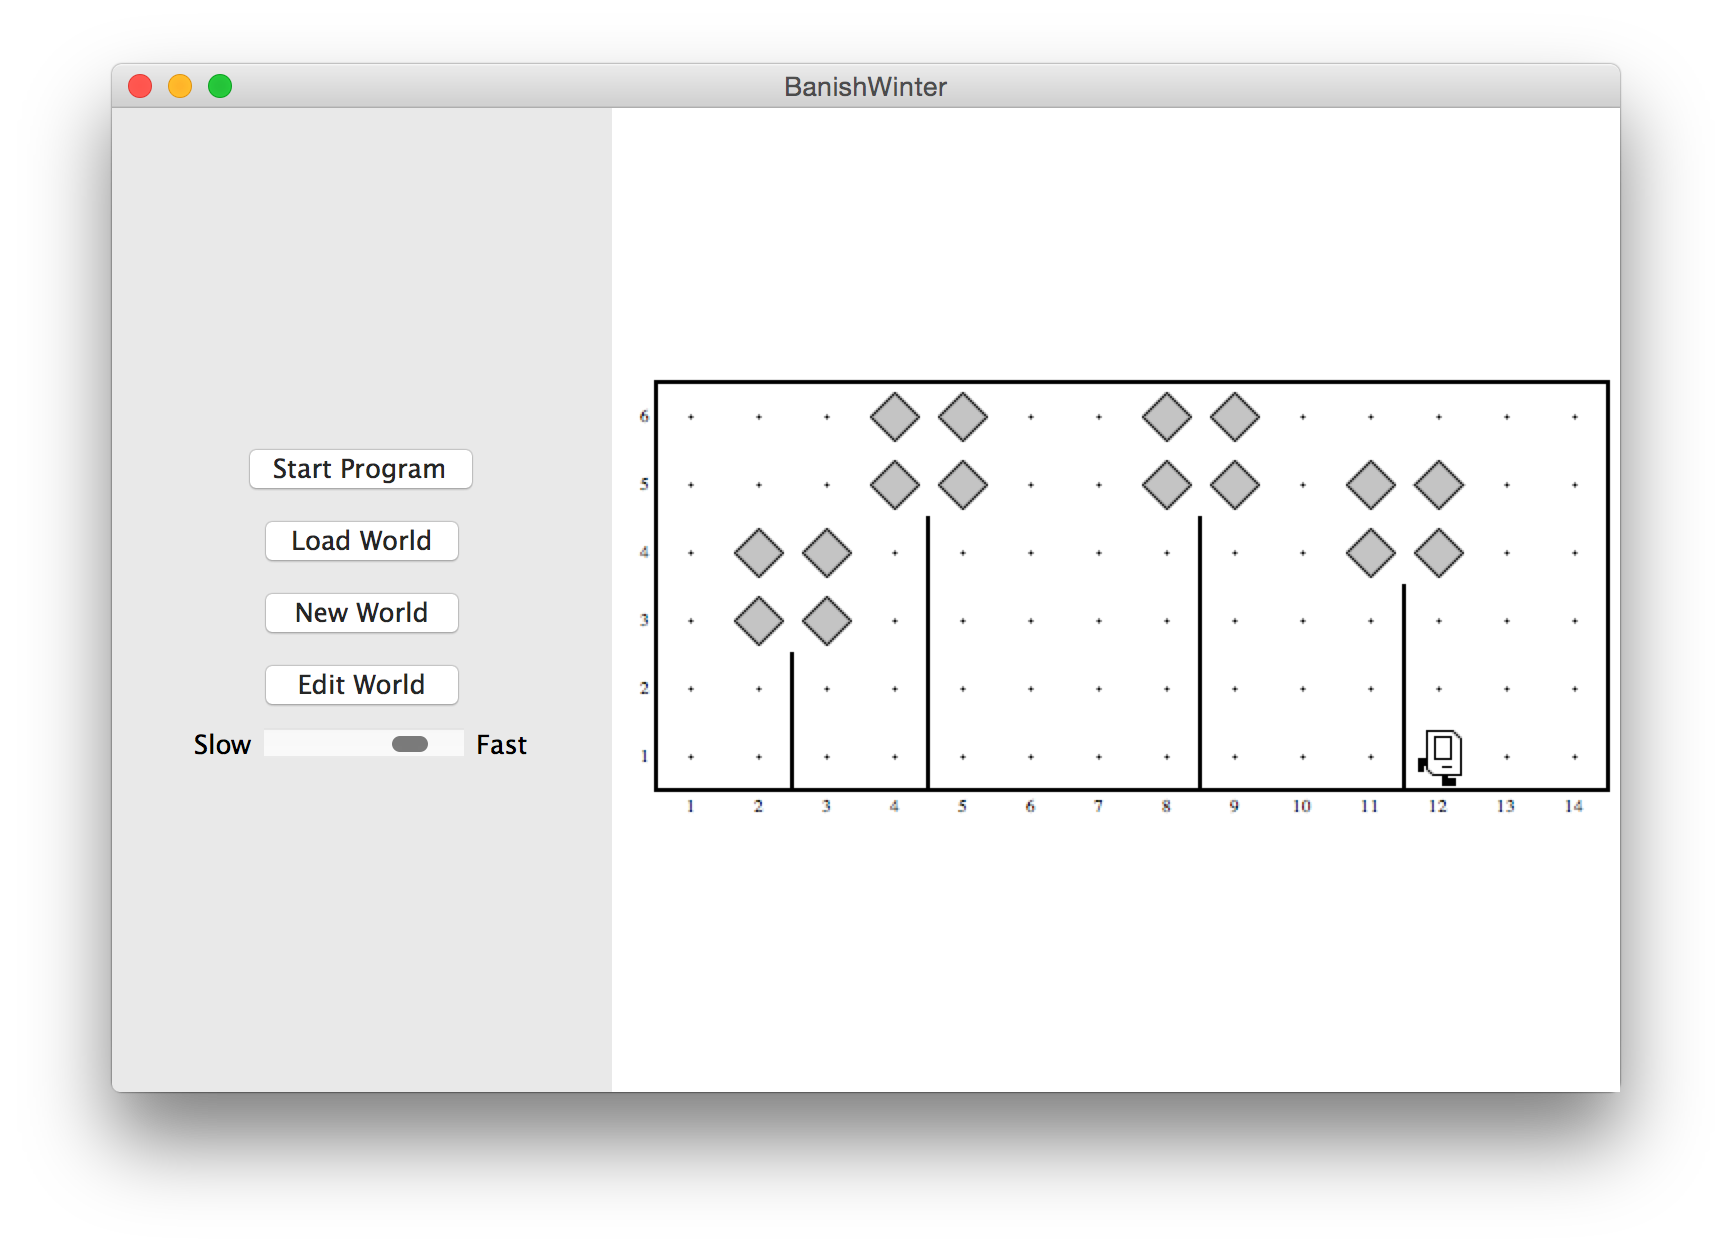 BanishWinter
Start Program
Load World
New World
Edit World
Slow Fast
6
5
4
3
2
1
1 2 3 4 5 6 7 8 9 10 11 12 13 14